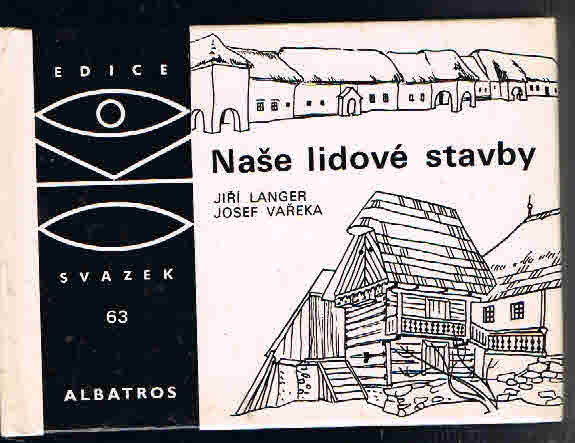 EDICE
SVAZEK
63
ALBATROS
Naše lidové stavby
JIŘÍ LANGER
JOSEF VAŘEKA